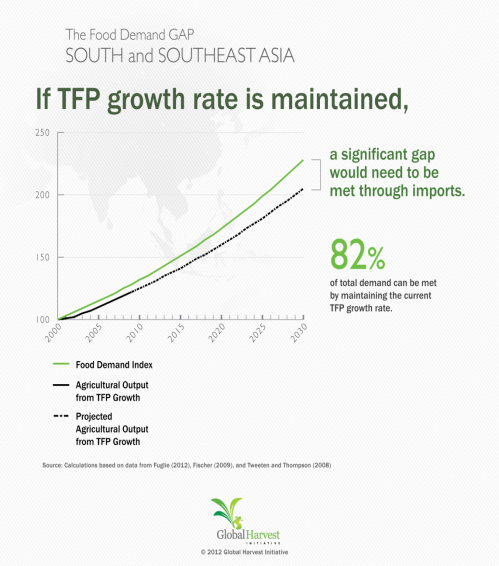 The Food Demand GAP
SOUTH and SOUTHEAST ASIA
If TFP growth rate is maintained,
250
200
150
100
2000
2005
2010
2015
2020
2025
2030
a significant gap
would need to be
met through imports.
82%
of total demand can be met
by maintaining the current
TFP growth rate.
Food Demand Index
Agricultural Output
from TFP Growth
Projected
Agricultural Output
from TFP Growth
Source: Calculations based on data from Fuglie (2012), Fischer (2009), and Tweeten and Thompson (2008)
Global Harvest
INITIATIVE
© 2012 Global Harvest Initiative